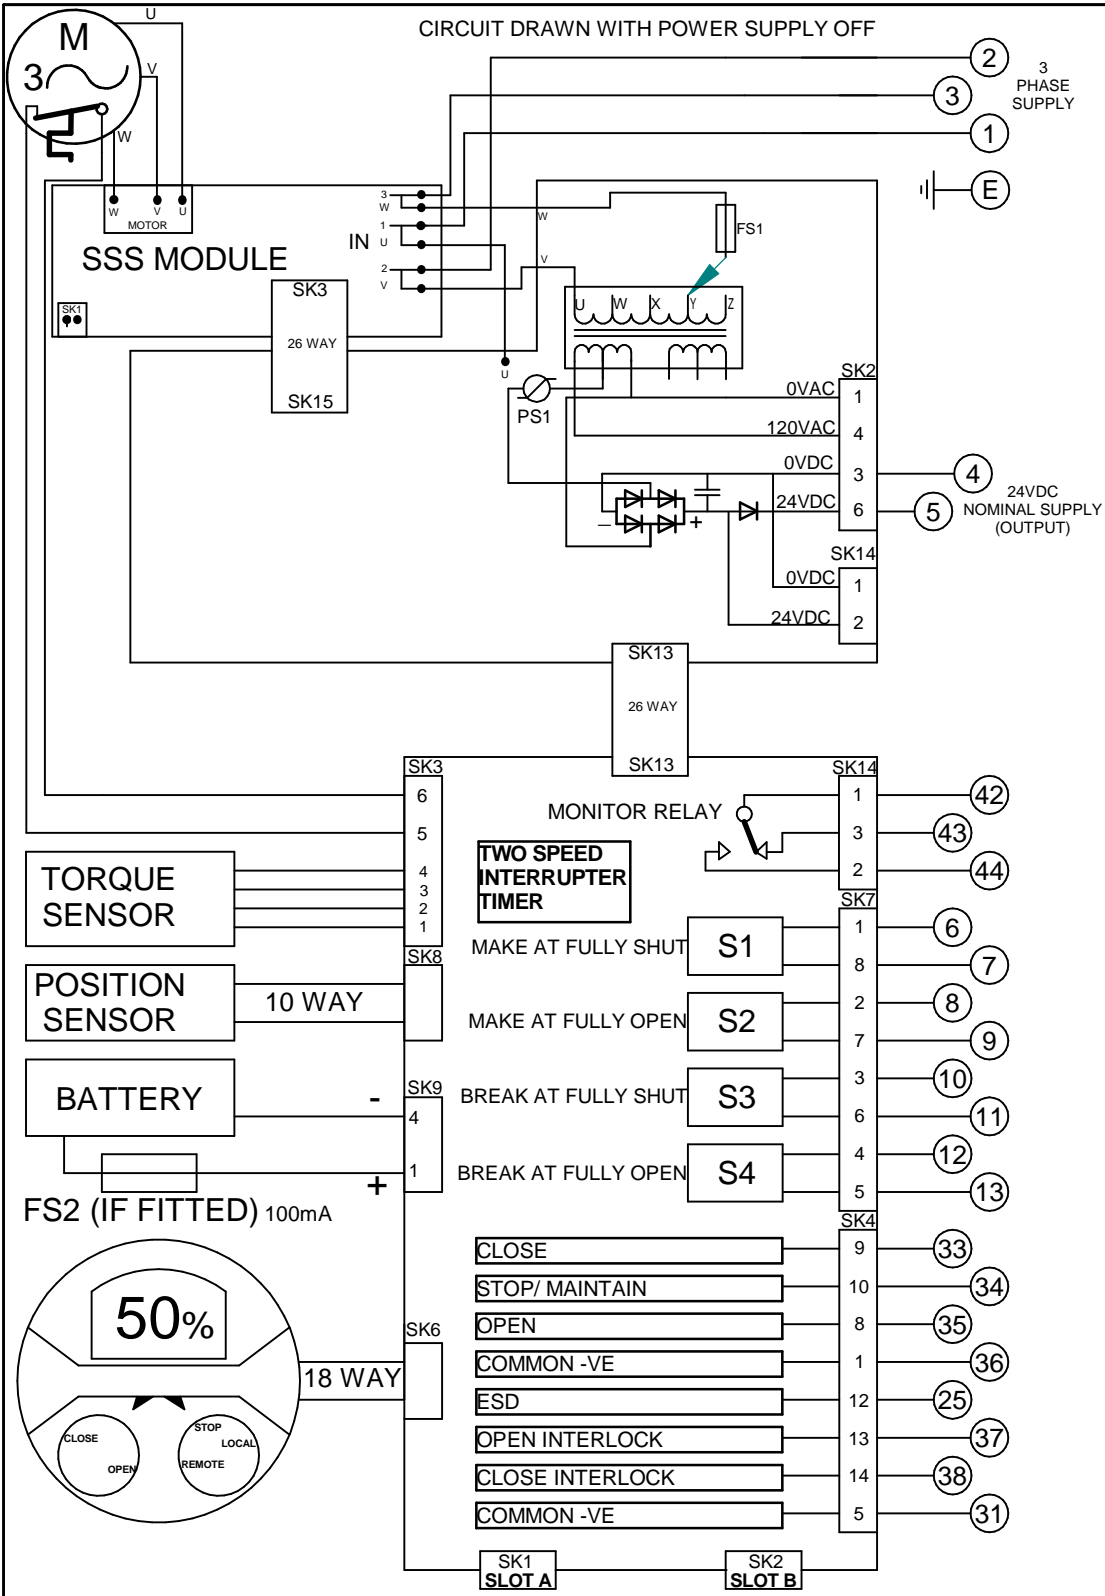 CIRCUIT DRAWN WITH POWER SUPPLY OFF
U
M
3
V
W
2
3
1
E
3
PHASE
SUPPLY
W V U
MOTOR
SSS MODULE
IN
3
W
1
U
2
V
W
V
FS1
U W X Y Z
SK1
SK3
26 WAY
SK15
U
PS1
SK2
0VAC 1
120VAC 4
0VDC 3
24VDC 6
4
5
24VDC
NOMINAL SUPPLY
(OUTPUT)
– +
SK14
0VDC 1
24VDC 2
SK13
26 WAY
SK13
SK3
6
5
4
3
2
1
TORQUE
SENSOR
SK8
POSITION
SENSOR
10 WAY
BATTERY
SK9
- 4
+ 1
FS2 (IF FITTED) 100mA
50%
CLOSE
OPEN
STOP
LOCAL
REMOTE
18 WAY
SK6
TWO SPEED
INTERRUPTER
TIMER
MONITOR RELAY
SK14
1 42
3 43
2 44
SK7
MAKE AT FULLY SHUT S1
1 6
8 7
MAKE AT FULLY OPEN S2
2 8
7 9
BREAK AT FULLY SHUT S3
3 10
6 11
BREAK AT FULLY OPEN S4
4 12
5 13
SK4
CLOSE 9 33
STOP/ MAINTAIN 10 34
OPEN 8 35
COMMON -VE 1 36
ESD 12 25
OPEN INTERLOCK 13 37
CLOSE INTERLOCK 14 38
COMMON -VE 5 31
SK1
SLOT A
SK2
SLOT B